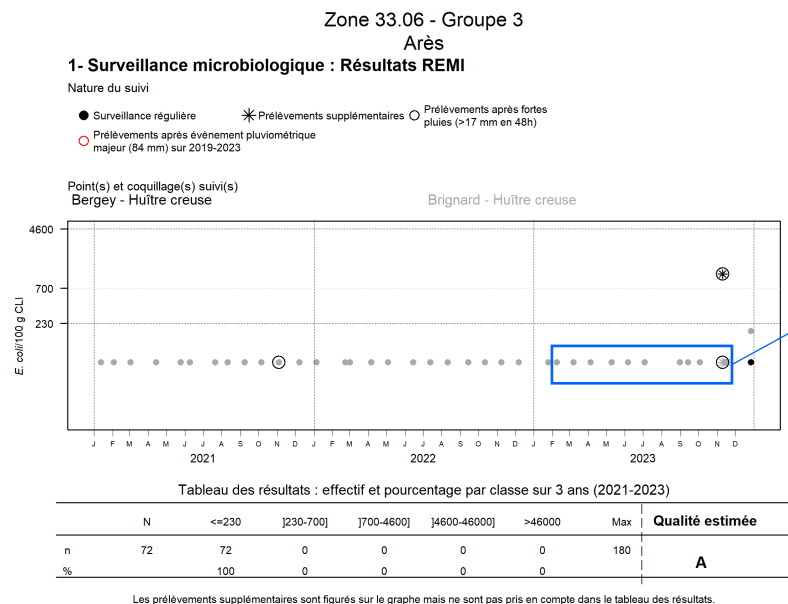 Zone 33.06 - Groupe 3
Arès
1- Surveillance microbiologique : Résultats REMI
Nature du suivi
Surveillance régulière
Prélèvements supplémentaires
Prélèvements après fortes
pluies (>17 mm en 48h)
Prélèvements après évènement pluviométrique
majeur (84 mm) sur 2019-2023
Point(s) et coquillage(s) suivi(s)
Bergey - Huître creuse
Brignard - Huître creuse
4600
700
230
E. coli/100 g CLI
J F M A M J J A S O N D J F M A M J J A S O N D J F M A M J J A S O N D
2021 2022 2023
Tableau des résultats : effectif et pourcentage par classe sur 3 ans (2021-2023)
N <=230 ]230-700] ]700-4600] ]4600-46000] >46000 Max Qualité estimée
n 72 72 0 0 0 0 180
A
% 100 0 0 0 0
Les prélèvements supplémentaires sont figurés sur le graphe mais ne sont pas pris en compte dans le tableau des résultats.